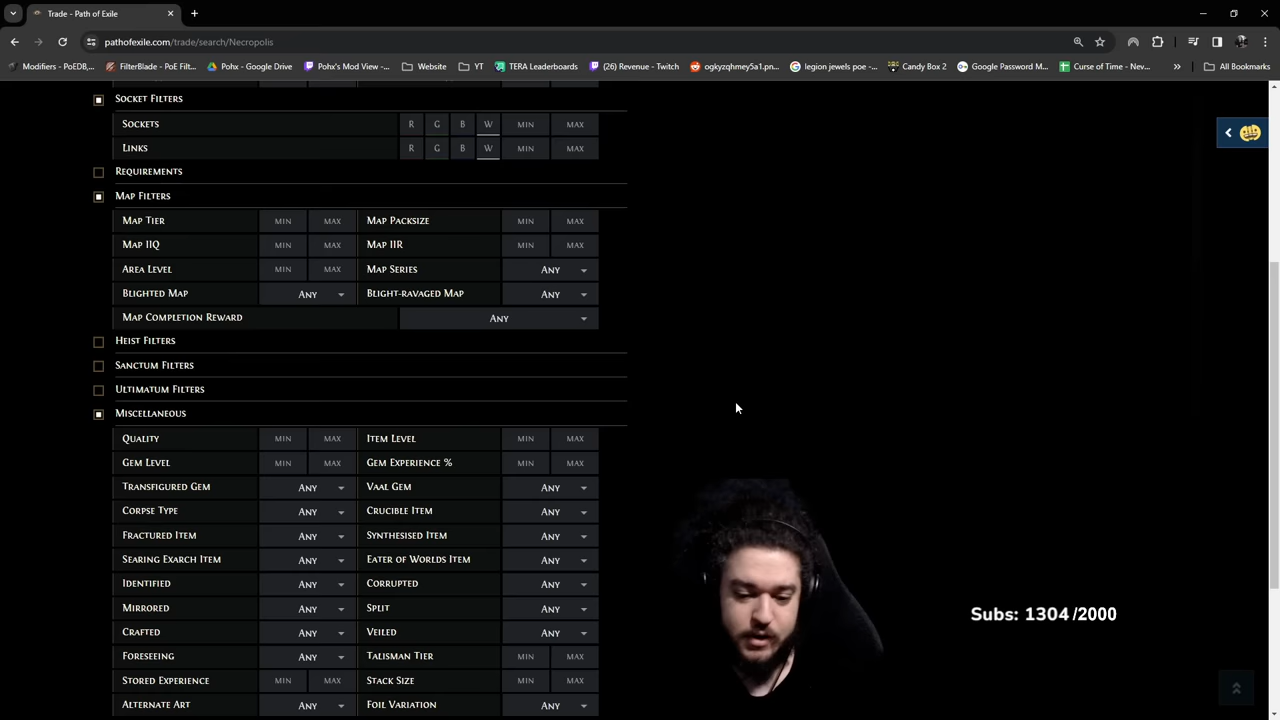 Trade - Path of Exile
pathofexile.com/trade/search/Necropolis
Modifiers - PoEDB, FilterBlade - PoE Filt... Pohx - Google Drive Pohx's Mod View -... Website YT TERA Leaderboards (26) Revenue - Twitch ogkyzqhmey5a1.pn... legion jewels poe -... Candy Box 2 Google Password M... Curse of Time - Nev... » All Bookmarks
Socket Filters
Sockets R G B W MIN MAX
Links R G B W MIN MAX
Requirements
Map Filters
Map Tier MIN MAX Map Packsize MIN MAX
Map IIQ MIN MAX Map IIR MIN MAX
Area Level MIN MAX Map Series Any
Blighted Map Any Blight-ravaged Map Any
Map Completion Reward Any
Heist Filters
Sanctum Filters
Ultimatum Filters
Miscellaneous
Quality MIN MAX Item Level MIN MAX
Gem Level MIN MAX Gem Experience % MIN MAX
Transfigured Gem Any Vaal Gem Any
Corpse Type Any Crucible Item Any
Fractured Item Any Synthesised Item Any
Searing Exarch Item Any Eater of Worlds Item Any
Identified Any Corrupted Any
Mirrored Any Split Any
Crafted Any Veiled Any
Foreseeing Any Talisman Tier MIN MAX
Stored Experience MIN MAX Stack Size MIN MAX
Alternate Art Any Foil Variation Any
Subs: 1304 /2000